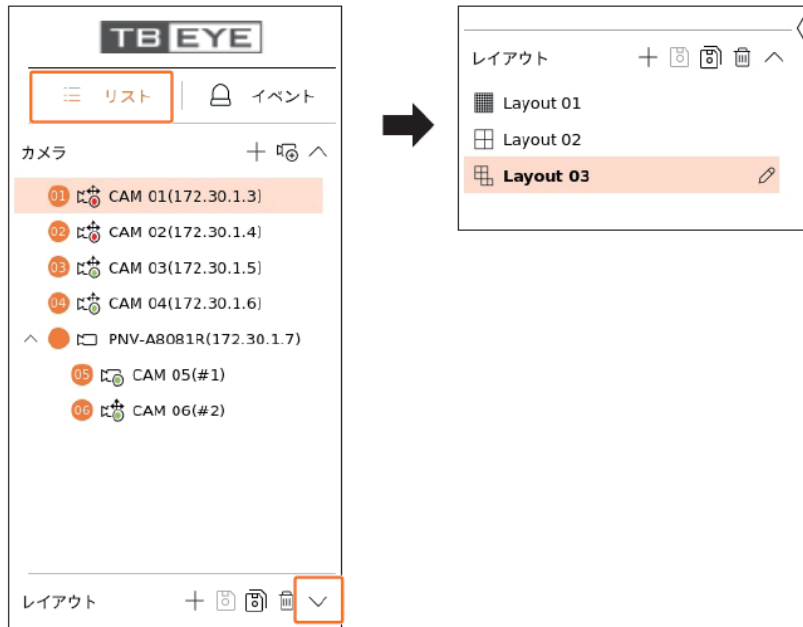 TB EYE
リスト イベント
カメラ
01 CAM 01(172.30.1.3)
02 CAM 02(172.30.1.4)
03 CAM 03(172.30.1.5)
04 CAM 04(172.30.1.6)
PNV-A8081R(172.30.1.7)
05 CAM 05(#1)
06 CAM 06(#2)
レイアウト
レイアウト
Layout 01
Layout 02
Layout 03